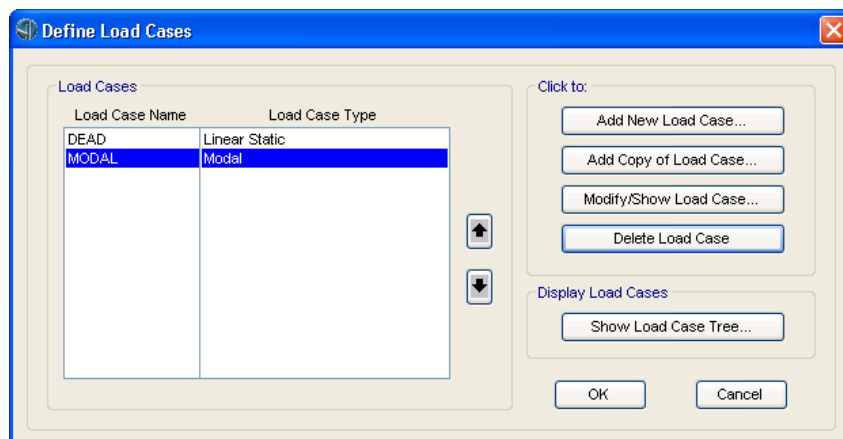 Define Load Cases
Load Cases
Load Case Name Load Case Type
DEAD Linear Static
MODAL Modal
Click to:
Add New Load Case...
Add Copy of Load Case...
Modify/Show Load Case...
Delete Load Case
Display Load Cases
Show Load Case Tree...
OK Cancel